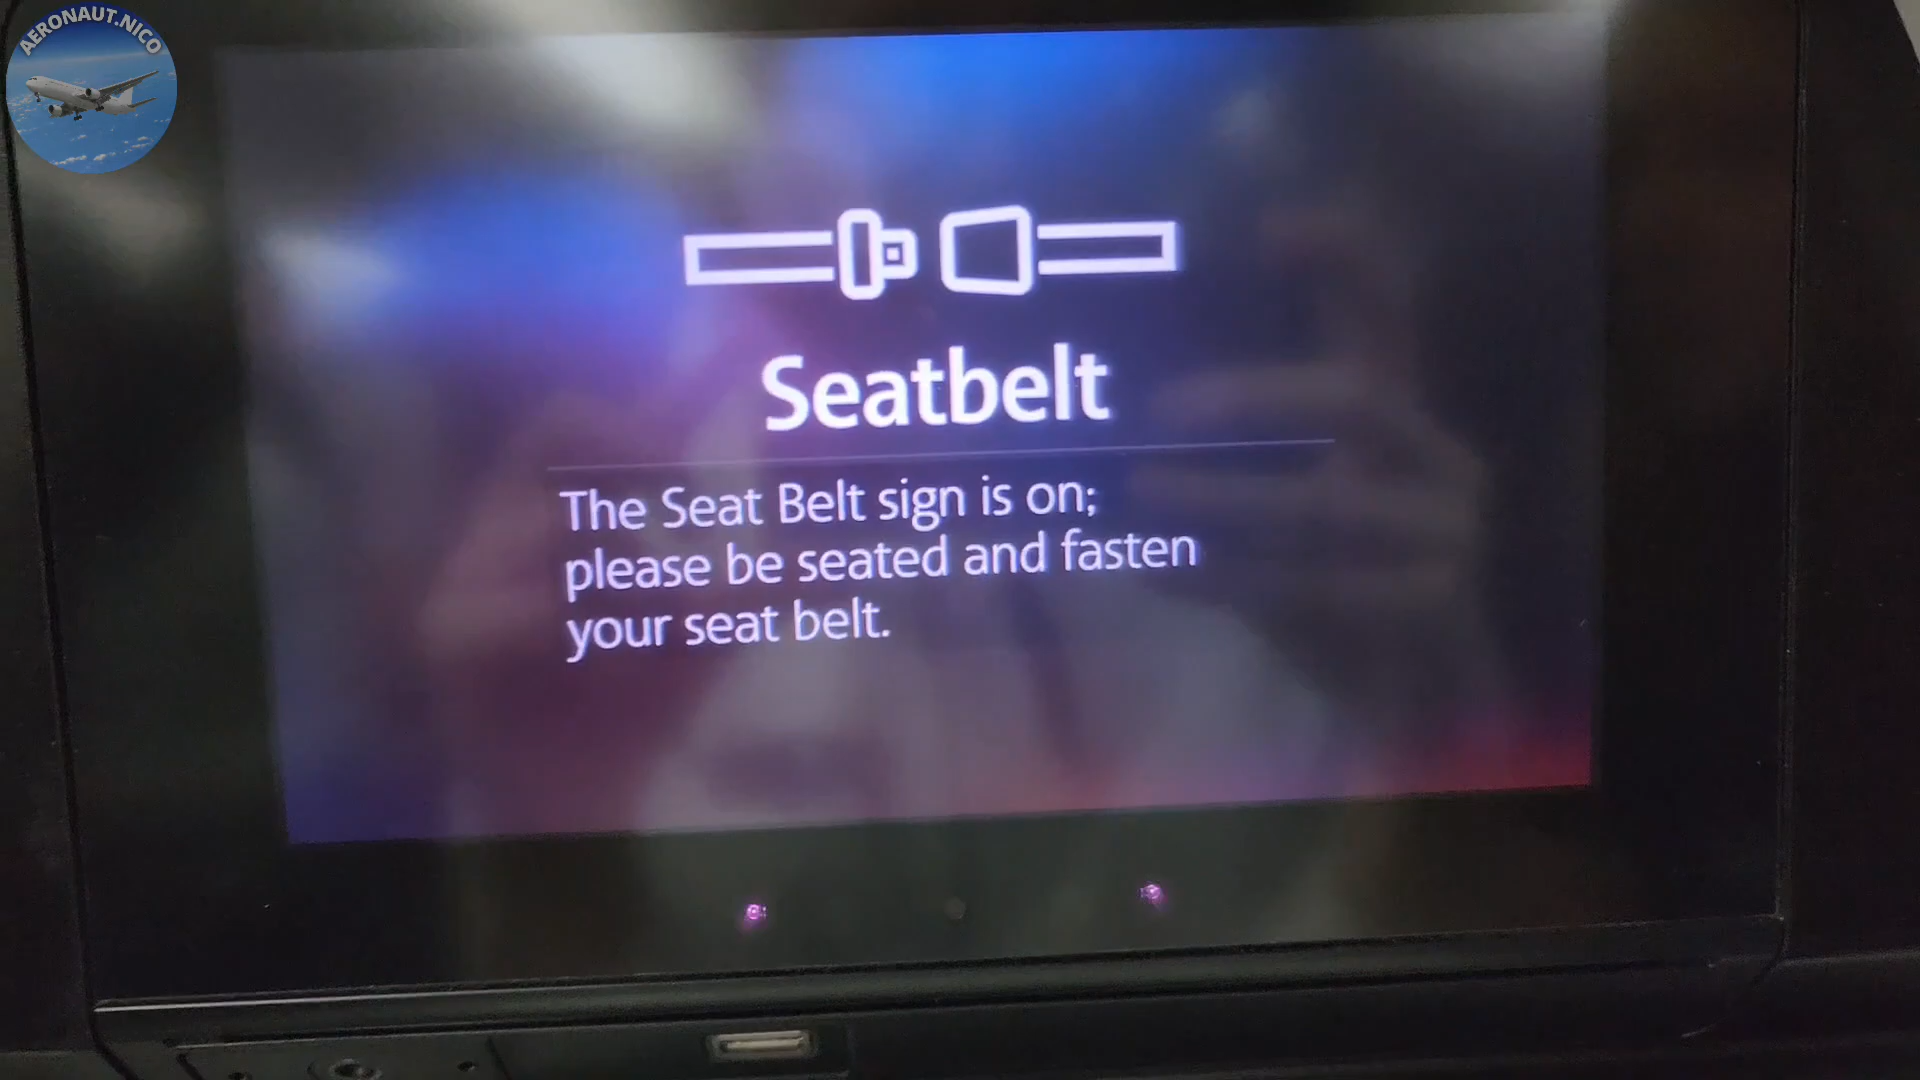 AERONAUT.NICO
Seatbelt
The Seat Belt sign is on;
please be seated and fasten
your seat belt.